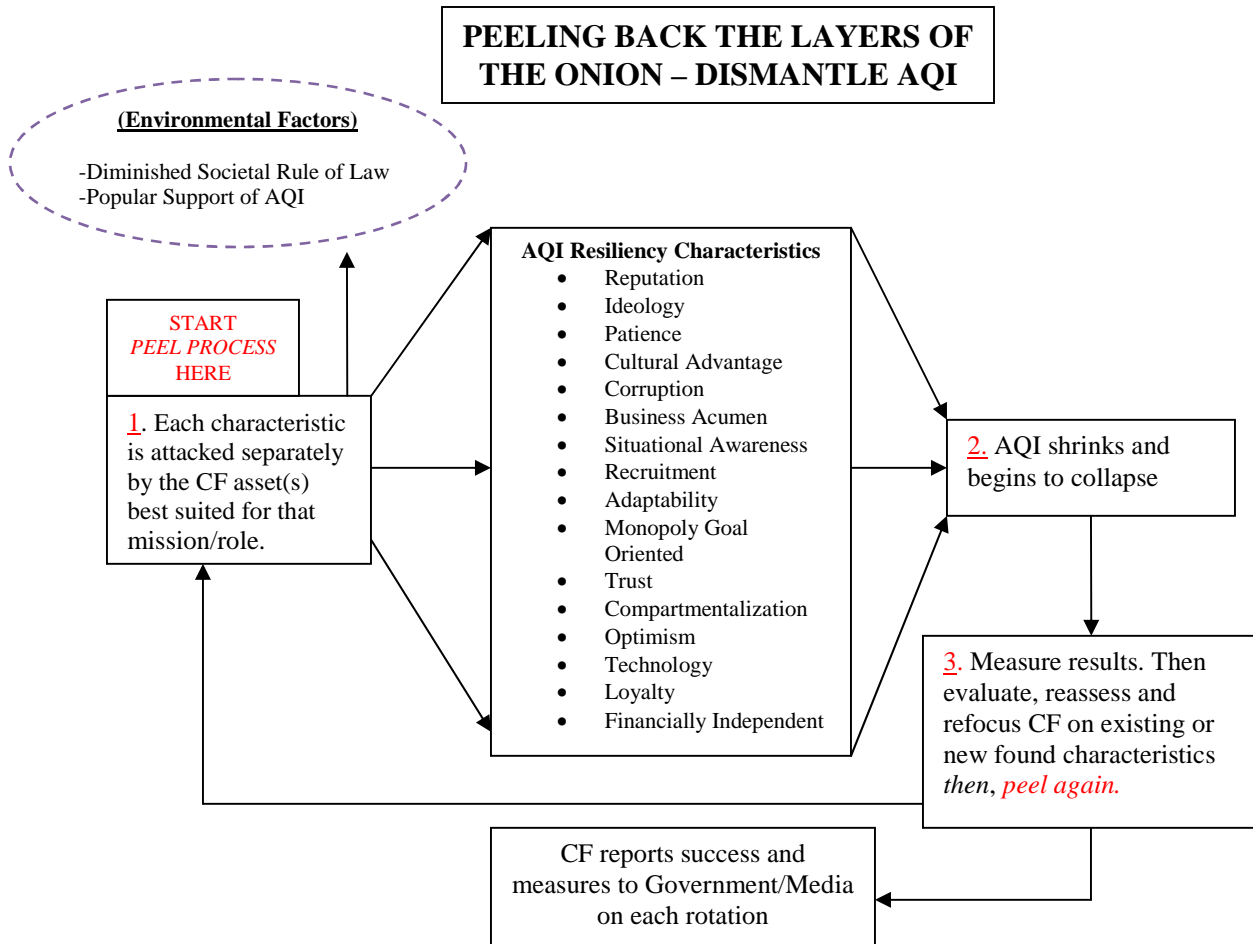 PEELING BACK THE LAYERS OF
THE ONION – DISMANTLE AQI
(Environmental Factors)
-Diminished Societal Rule of Law
-Popular Support of AQI
START
PEEL PROCESS
HERE
1. Each characteristic
is attacked separately
by the CF asset(s)
best suited for that
mission/role.
AQI Resiliency Characteristics
• Reputation
• Ideology
• Patience
• Cultural Advantage
• Corruption
• Business Acumen
• Situational Awareness
• Recruitment
• Adaptability
• Monopoly Goal
Oriented
• Trust
• Compartmentalization
• Optimism
• Technology
• Loyalty
• Financially Independent
2. AQI shrinks and
begins to collapse
3. Measure results. Then
evaluate, reassess and
refocus CF on existing or
new found characteristics
then, peel again.
CF reports success and
measures to Government/Media
on each rotation